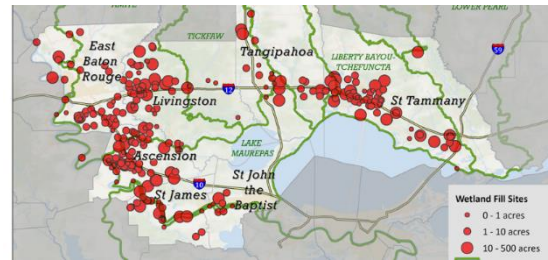 AMITE
LOWER PEARL
TICKFAW
East
Baton
Rouge
Tangipahoa
LIBERTY BAYOU-
TCHEFUNCTA
59
12
Livingston
St Tammany
LAKE
MAUREPAS
Ascension
10
St James
St John
the
Baptist
Wetland Fill Sites
0 - 1 acres
1 - 10 acres
10 - 500 acres